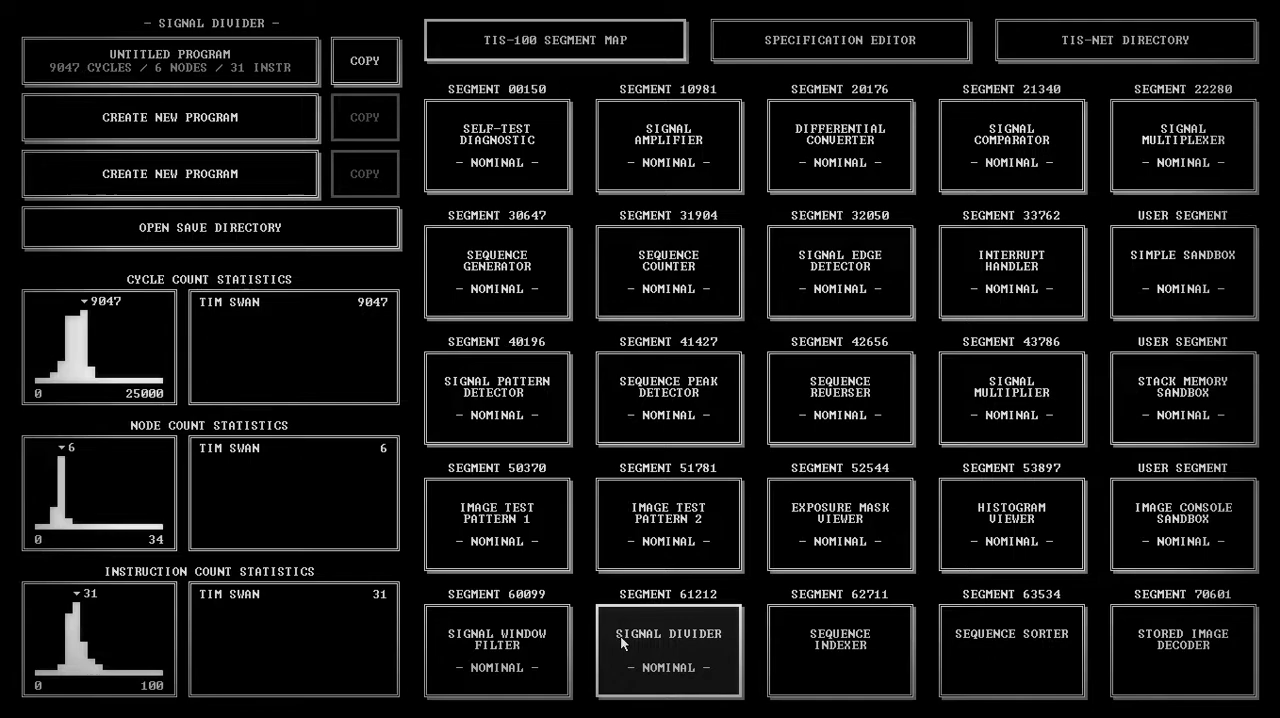 — SIGNAL DIVIDER —
UNTITLED PROGRAM
9047 CYCLES / 6 NODES / 31 INSTR
COPY
CREATE NEW PROGRAM
COPY
CREATE NEW PROGRAM
COPY
OPEN SAVE DIRECTORY
CYCLE COUNT STATISTICS
9047
0 25000
TIM SWAN 9047
NODE COUNT STATISTICS
6
0 34
TIM SWAN 6
INSTRUCTION COUNT STATISTICS
31
0 100
TIM SWAN 31
TIS-100 SEGMENT MAP
SPECIFICATION EDITOR
TIS-NET DIRECTORY
SEGMENT 00150
SELF-TEST
DIAGNOSTIC
— NOMINAL —
SEGMENT 10981
SIGNAL
AMPLIFIER
— NOMINAL —
SEGMENT 20176
DIFFERENTIAL
CONVERTER
— NOMINAL —
SEGMENT 21340
SIGNAL
COMPARATOR
— NOMINAL —
SEGMENT 22280
SIGNAL
MULTIPLEXER
— NOMINAL —
SEGMENT 30647
SEQUENCE
GENERATOR
— NOMINAL —
SEGMENT 31904
SEQUENCE
COUNTER
— NOMINAL —
SEGMENT 32050
SIGNAL EDGE
DETECTOR
— NOMINAL —
SEGMENT 33762
INTERRUPT
HANDLER
— NOMINAL —
USER SEGMENT
SIMPLE SANDBOX
— NOMINAL —
SEGMENT 40196
SIGNAL PATTERN
DETECTOR
— NOMINAL —
SEGMENT 41427
SEQUENCE PEAK
DETECTOR
— NOMINAL —
SEGMENT 42656
SEQUENCE
REVERSER
— NOMINAL —
SEGMENT 43786
SIGNAL
MULTIPLIER
— NOMINAL —
USER SEGMENT
STACK MEMORY
SANDBOX
— NOMINAL —
SEGMENT 50370
IMAGE TEST
PATTERN 1
— NOMINAL —
SEGMENT 51781
IMAGE TEST
PATTERN 2
— NOMINAL —
SEGMENT 52544
EXPOSURE MASK
VIEWER
— NOMINAL —
SEGMENT 53897
HISTOGRAM
VIEWER
— NOMINAL —
USER SEGMENT
IMAGE CONSOLE
SANDBOX
— NOMINAL —
SEGMENT 60099
SIGNAL WINDOW
FILTER
— NOMINAL —
SEGMENT 61212
SIGNAL DIVIDER
— NOMINAL —
SEGMENT 62711
SEQUENCE
INDEXER
SEGMENT 63534
SEQUENCE SORTER
SEGMENT 70601
STORED IMAGE
DECODER